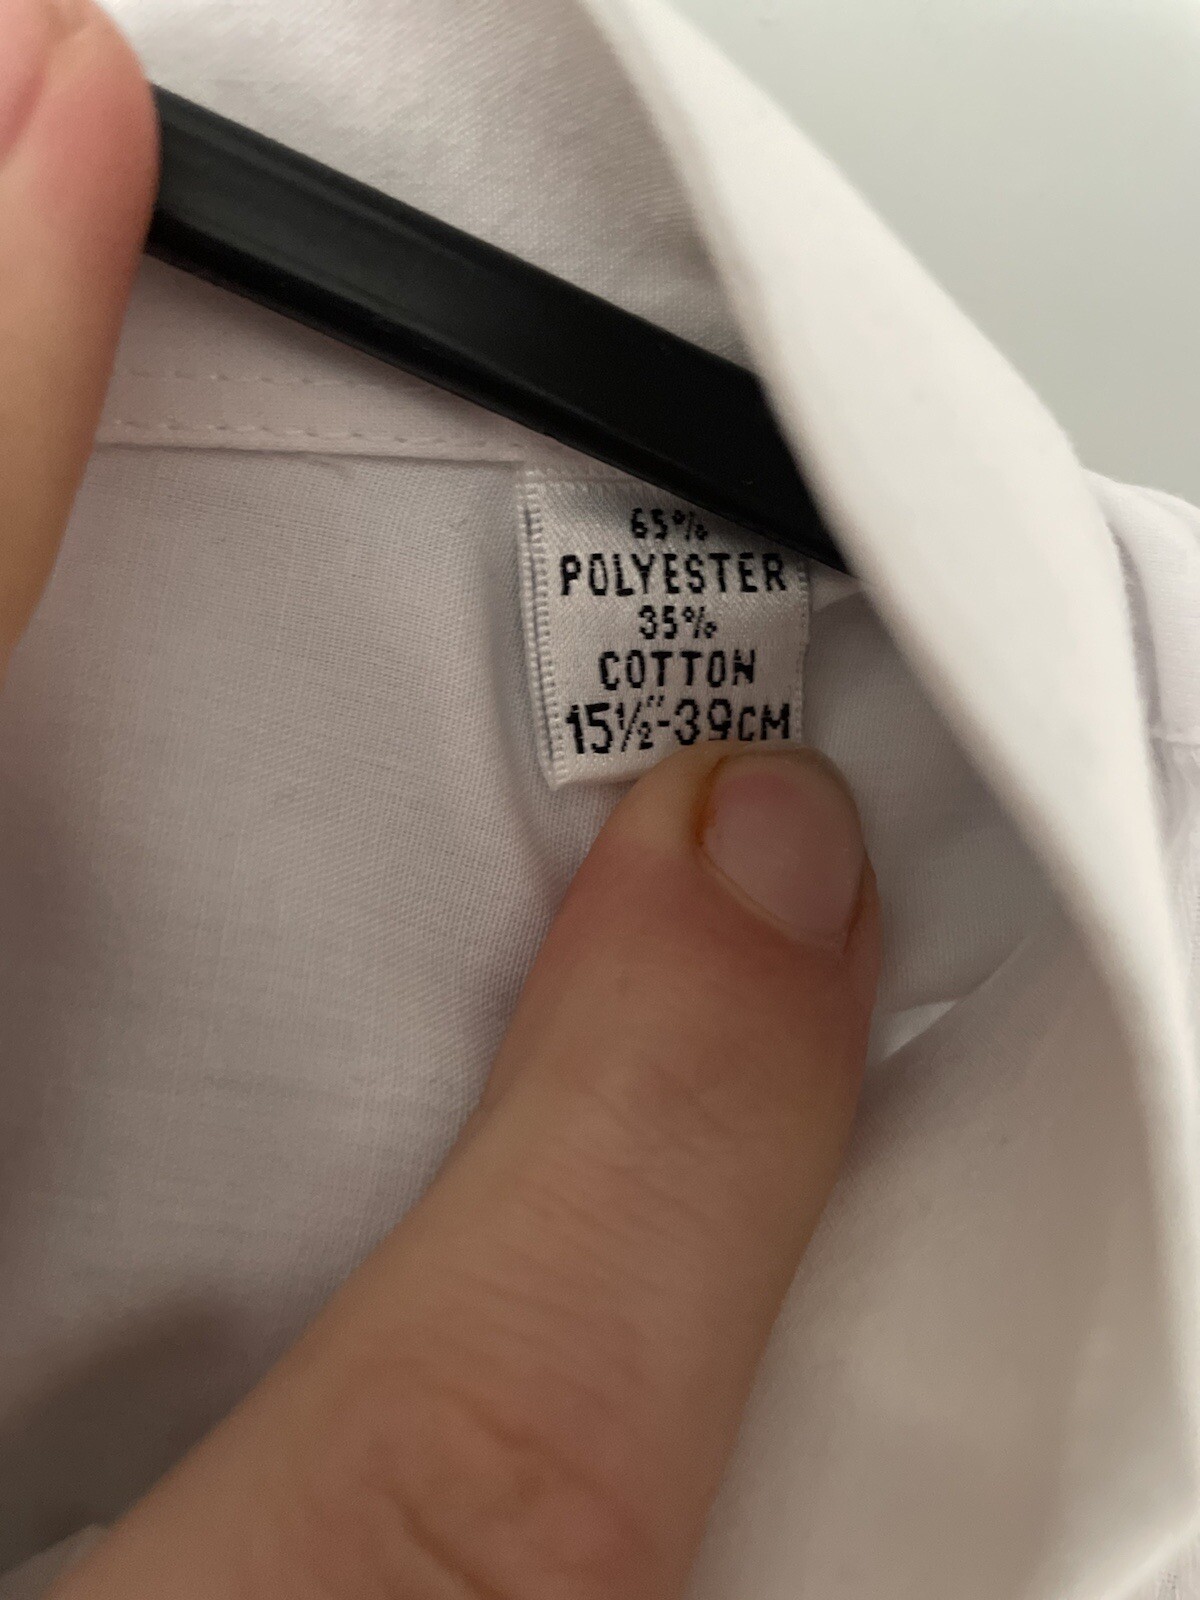 65%
POLYESTER
35%
COTTON
15½"-39CM